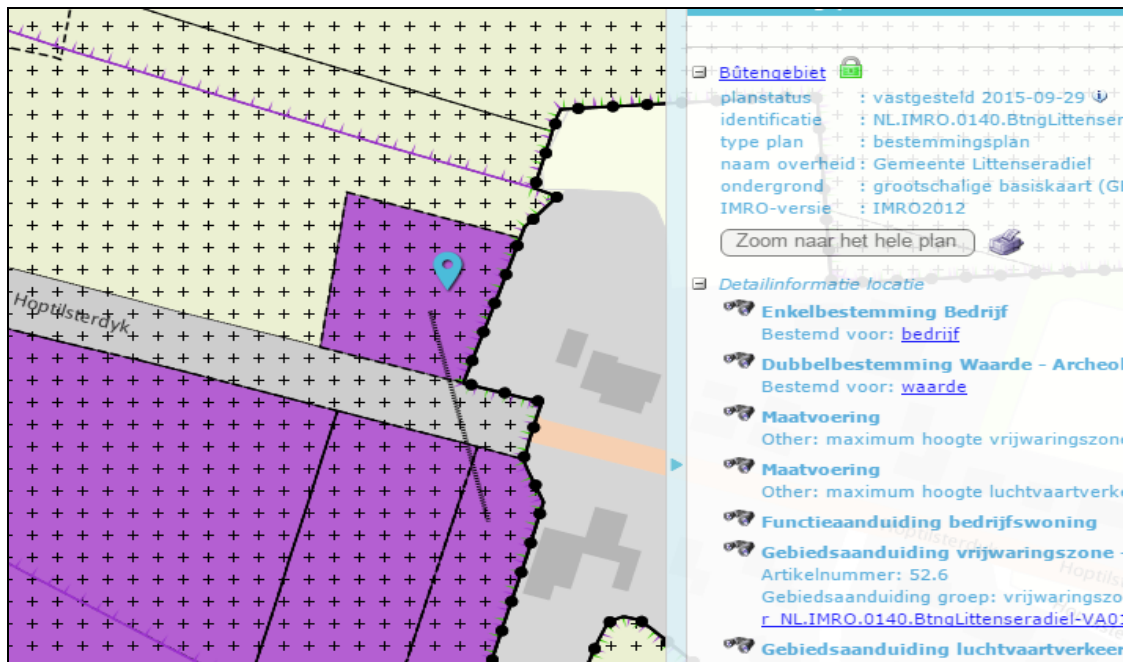 Hoptilsterdyk
Bûtengebiet
planstatus : vastgesteld 2015-09-29
identificatie : NL.IMRO.0140.BtngLittenser
type plan : bestemmingsplan
naam overheid : Gemeente Littenseradiel
ondergrond : grootschalige basiskaart (G
IMRO-versie : IMRO2012
Zoom naar het hele plan
Detailinformatie locatie
Enkelbestemming Bedrijf
Bestemd voor: bedrijf
Dubbelbestemming Waarde - Archeol
Bestemd voor: waarde
Maatvoering
Other: maximum hoogte vrijwaringszone
Maatvoering
Other: maximum hoogte luchtvaartverke
Functieaanduiding bedrijfswoning
Gebiedsaanduiding vrijwaringszone -
Artikelnummer: 52.6
Gebiedsaanduiding groep: vrijwaringszo
r_NL.IMRO.0140.BtngLittenseradiel-VA01
Gebiedsaanduiding luchtvaartverkeer